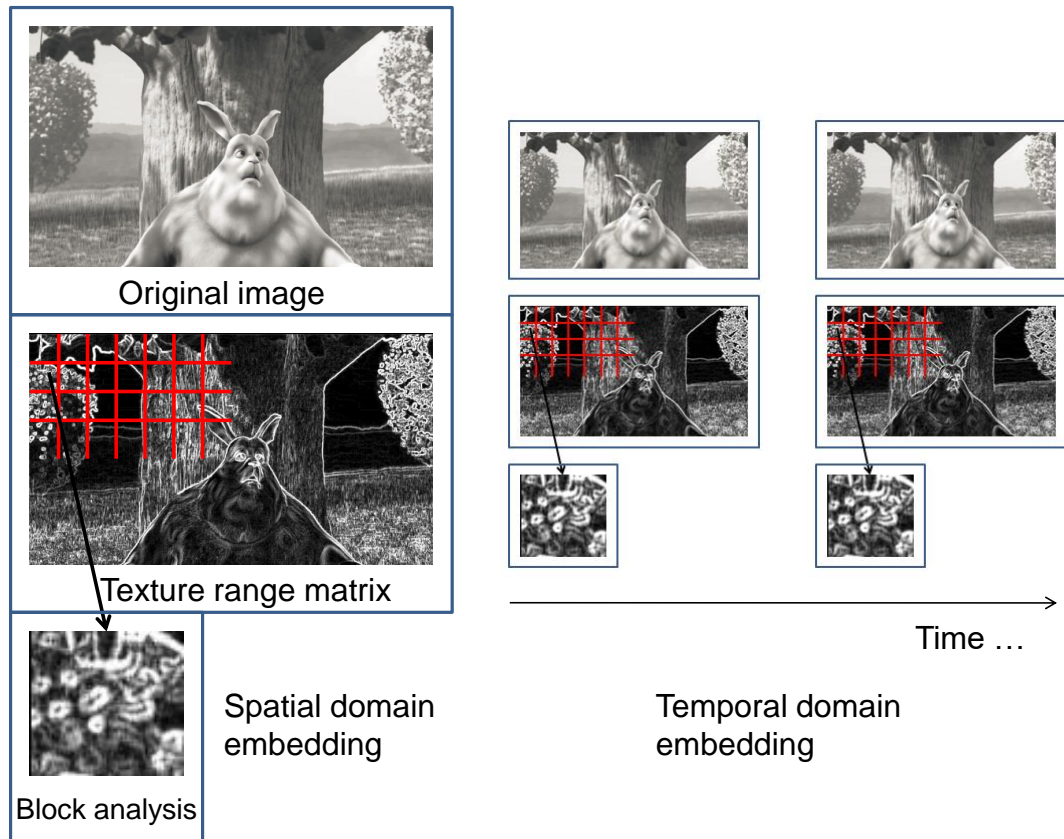 Original image
Texture range matrix
Block analysis
Spatial domain
embedding
Time …
Temporal domain
embedding